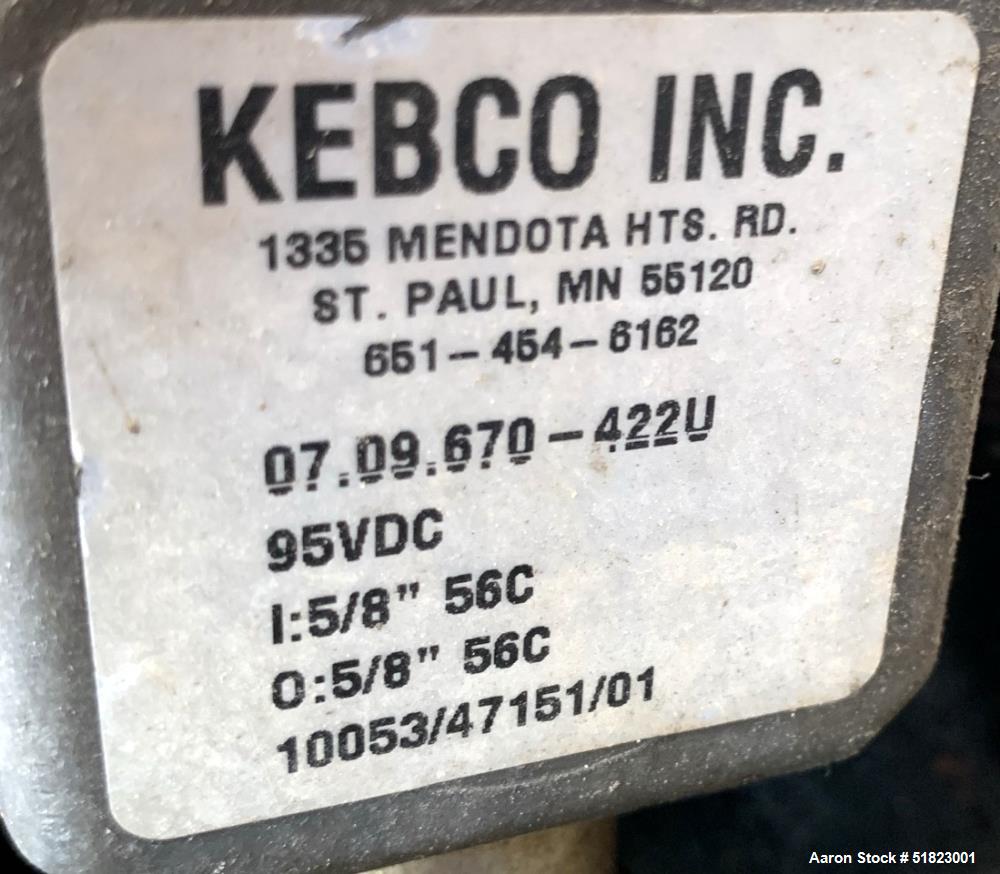 KEBCO INC.
1335 MENDOTA HTS. RD.
ST. PAUL, MN 55120
651-454-6162
07.09.670-422U
95VDC
I:5/8" 56C
O:5/8" 56C
10053/47151/01
Aaron Stock # 51823001